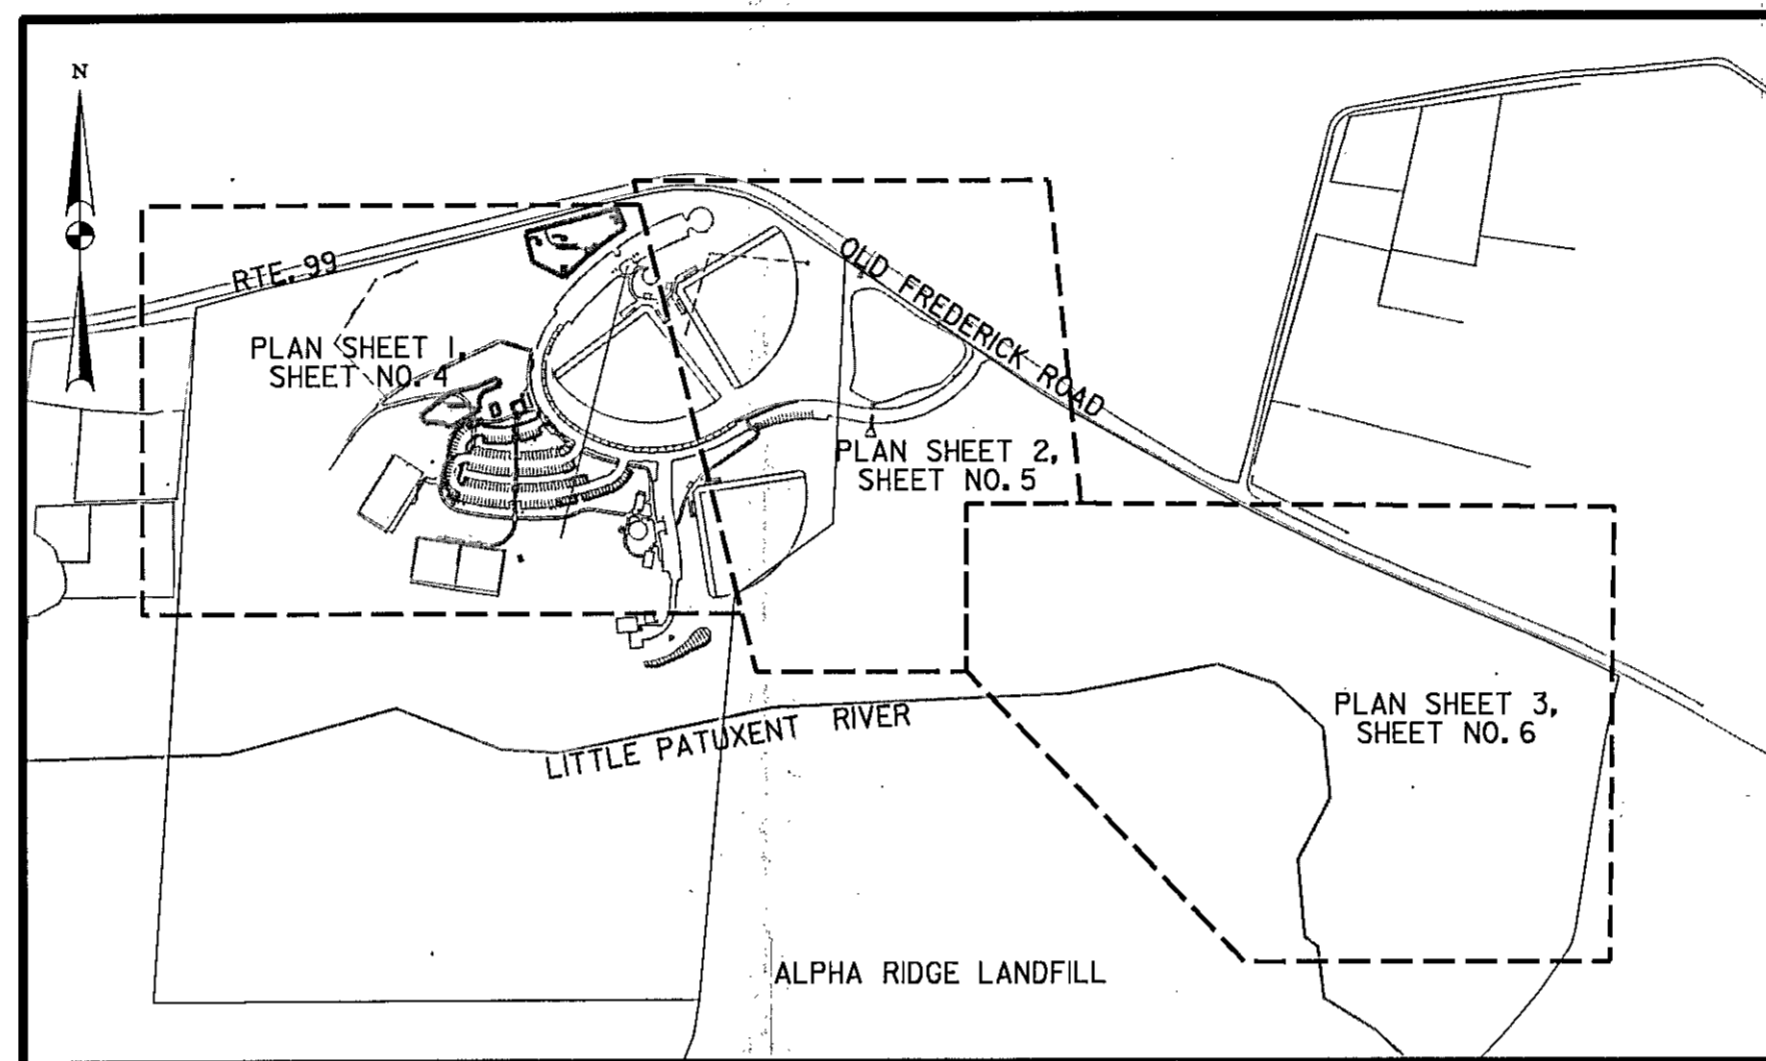 N
RTE. 99
OLD FREDERICK ROAD
PLAN SHEET 1,
SHEET NO. 4
PLAN SHEET 2,
SHEET NO. 5
PLAN SHEET 3,
SHEET NO. 6
LITTLE PATUXENT RIVER
ALPHA RIDGE LANDFILL